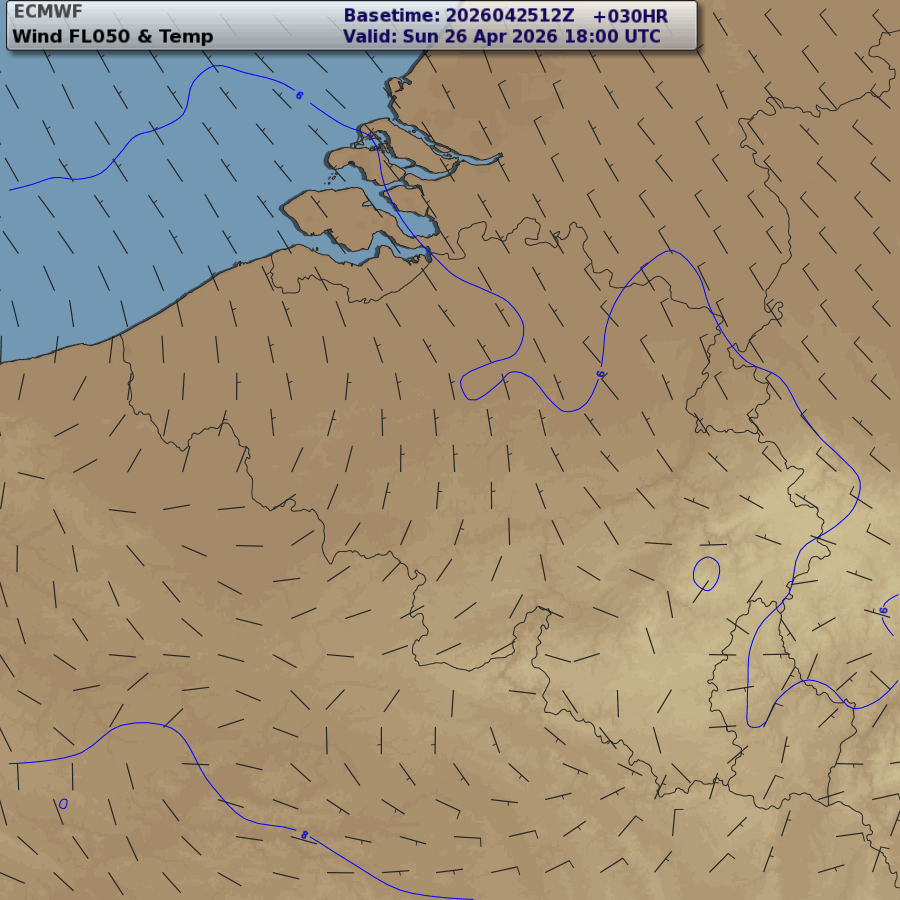 ECMWF
Basetime: 2026042512Z +030HR
Wind FL050 & Temp
Valid: Sun 26 Apr 2026 18:00 UTC
6
6
6
8